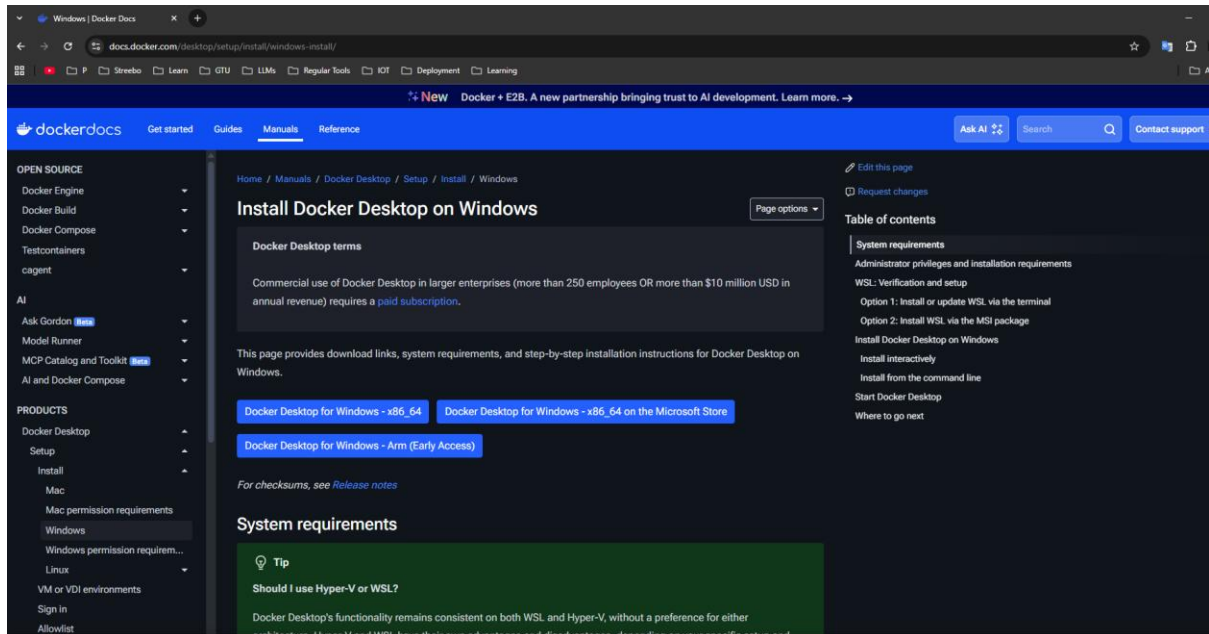 Windows | Docker Docs
docs.docker.com/desktop/setup/install/windows-install/
P Streebo Learn GTU LLMs Regular Tools IOT Deployment Learning
New Docker + E2B. A new partnership bringing trust to AI development. Learn more. →
dockerdocs Get started Guides Manuals Reference Ask AI Search Contact support
OPEN SOURCE
Docker Engine
Docker Build
Docker Compose
Testcontainers
cagent
AI
Ask Gordon Beta
Model Runner
MCP Catalog and Toolkit Beta
AI and Docker Compose
PRODUCTS
Docker Desktop
Setup
Install
Mac
Mac permission requirements
Windows
Windows permission requirem...
Linux
VM or VDI environments
Sign in
Allowlist
Home / Manuals / Docker Desktop / Setup / Install / Windows
Install Docker Desktop on Windows
Page options
Docker Desktop terms
Commercial use of Docker Desktop in larger enterprises (more than 250 employees OR more than $10 million USD in
annual revenue) requires a paid subscription.
This page provides download links, system requirements, and step-by-step installation instructions for Docker Desktop on
Windows.
Docker Desktop for Windows - x86_64 Docker Desktop for Windows - x86_64 on the Microsoft Store
Docker Desktop for Windows - Arm (Early Access)
For checksums, see Release notes
System requirements
Tip
Should I use Hyper-V or WSL?
Docker Desktop's functionality remains consistent on both WSL and Hyper-V, without a preference for either
Edit this page
Request changes
Table of contents
System requirements
Administrator privileges and installation requirements
WSL: Verification and setup
Option 1: Install or update WSL via the terminal
Option 2: Install WSL via the MSI package
Install Docker Desktop on Windows
Install interactively
Install from the command line
Start Docker Desktop
Where to go next